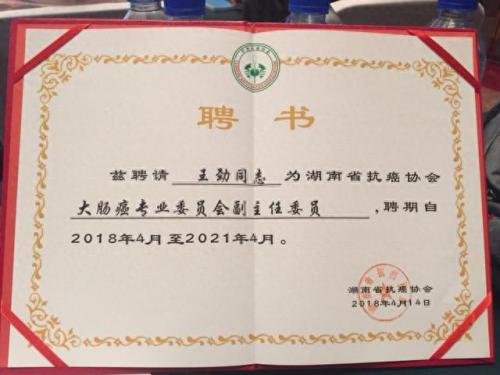 聘书
兹聘请 王劲同志 为湖南省抗癌协会
大肠癌专业委员会副主任委员 ,聘期自
2018年4月至2021年4月。
湖南省抗癌协会
2018年4月14日